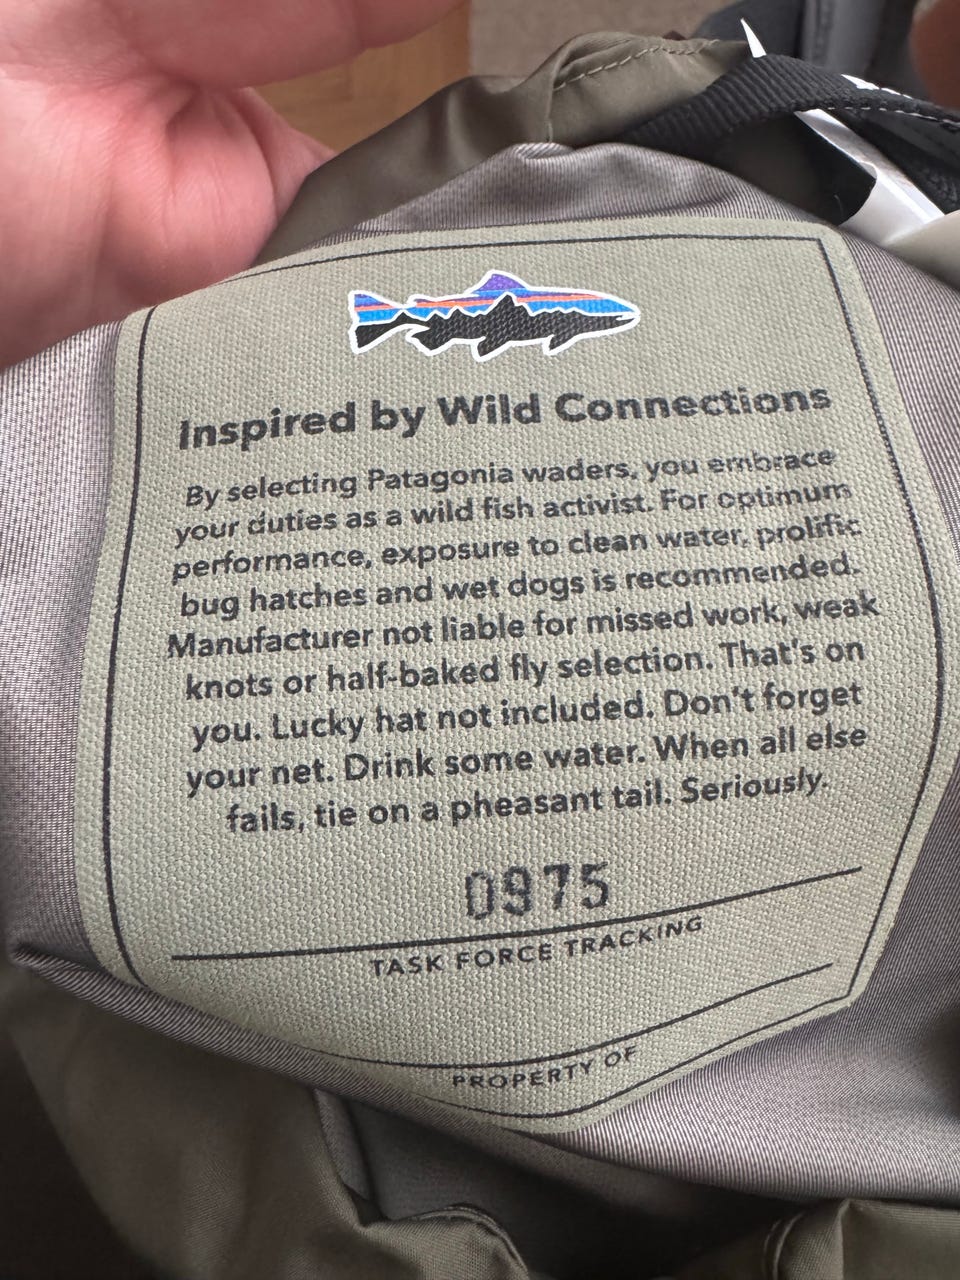 Inspired by Wild Connections
By selecting Patagonia waders, you embrace
your duties as a wild fish activist. For optimum
performance, exposure to clean water, prolific
bug hatches and wet dogs is recommended.
Manufacturer not liable for missed work, weak
knots or half-baked fly selection. That's on
you. Lucky hat not included. Don't forget
your net. Drink some water. When all else
fails, tie on a pheasant tail. Seriously.
0975
TASK FORCE TRACKING
PROPERTY OF